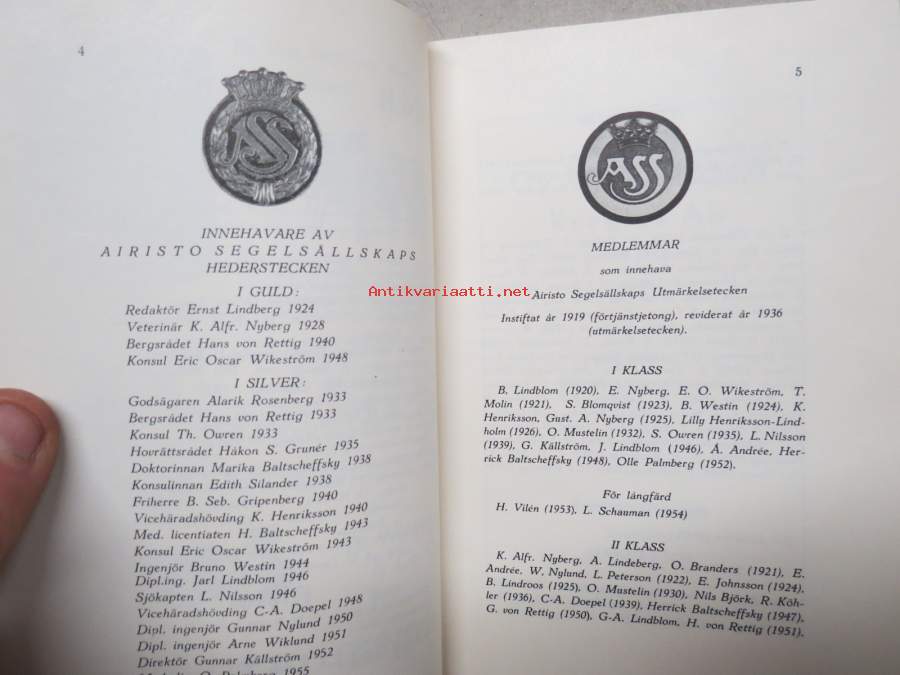 4
ASS
INNEHAVARE AV
AIRISTO SEGELSÄLLSKAPS
HEDERSTECKEN
I GULD:
Redaktör Ernst Lindberg 1924
Veterinär K. Alfr. Nyberg 1928
Bergsrådet Hans von Rettig 1940
Konsul Eric Oscar Wikeström 1948
I SILVER:
Godsägaren Alarik Rosenberg 1933
Bergsrådet Hans von Rettig 1933
Konsul Th. Owren 1933
Hovrättsrådet Håkon S. Grunér 1935
Doktorinnan Marika Baltscheffsky 1938
Konsulinnan Edith Silander 1938
Friherre B. Seb. Gripenberg 1940
Vicehäradshövding K. Henriksson 1940
Med. licentiaten H. Baltscheffsky 1943
Konsul Eric Oscar Wikeström 1943
Ingenjör Bruno Westin 1944
Dipl.ing. Jarl Lindblom 1946
Sjökapten L. Nilsson 1946
Vicehäradshövding C-A. Doepel 1948
Dipl. ingenjör Gunnar Nylund 1950
Dipl. ingenjör Arne Wiklund 1951
Direktör Gunnar Källström 1952
1955
5
ASS
MEDLEMMAR
som innehava
Airisto Segelsällskaps Utmärkelsetecken
Instiftat år 1919 (förtjänstjetong), reviderat år 1936
(utmärkelsetecken).
I KLASS
B. Lindblom (1920), E. Nyberg, E. O. Wikeström, T.
Molin (1921), S. Blomqvist (1923), B. Westin (1924), K.
Henriksson, Gust. A. Nyberg (1925), Lilly Henriksson-Lind-
holm (1926), O. Mustelin (1932), S. Owren (1935), L. Nilsson
(1939), G. Källström, J. Lindblom (1946), A. Andrée, Her-
rick Baltscheffsky (1948), Olle Palmberg (1952).
För långfärd
H. Vilén (1953), L. Schauman (1954)
II KLASS
K. Alfr. Nyberg, A. Lindeberg, O. Branders (1921), E.
Andrée, W. Nylund, L. Peterson (1922), E. Johnsson (1924),
B. Lindroos (1925), O. Mustelin (1930), Nils Björk, R. Köh-
ler (1936), C-A. Doepel (1939), Herrick Baltscheffsky (1947),
G. von Rettig (1950), G-A. Lindblom, H. von Rettig (1951),
Antikvariaatti.net